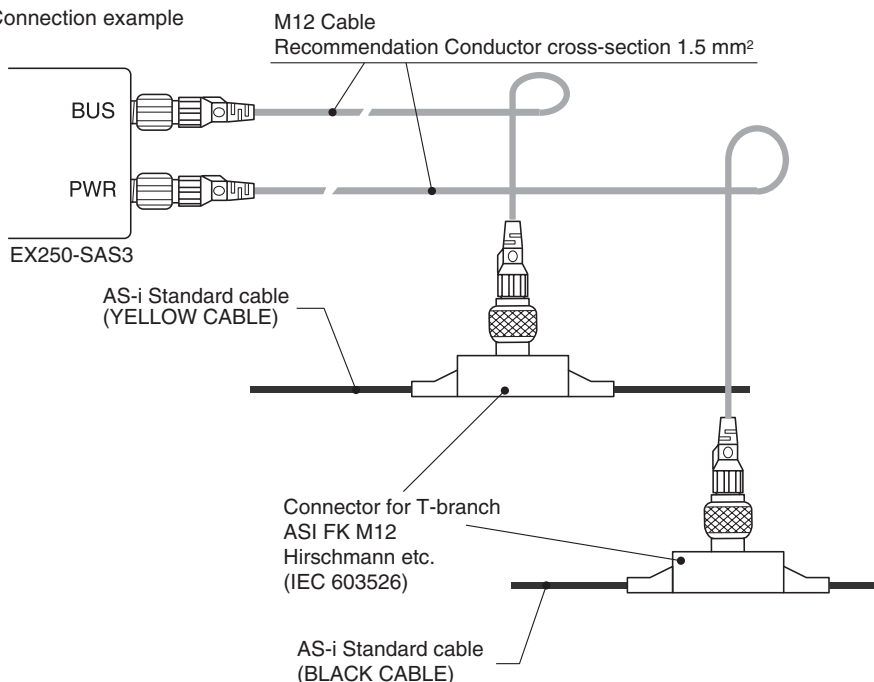 Connection example
M12 Cable
Recommendation Conductor cross-section 1.5 mm²
BUS
PWR
EX250-SAS3
AS-i Standard cable
(YELLOW CABLE)
Connector for T-branch
ASI FK M12
Hirschmann etc.
(IEC 603526)
AS-i Standard cable
(BLACK CABLE)